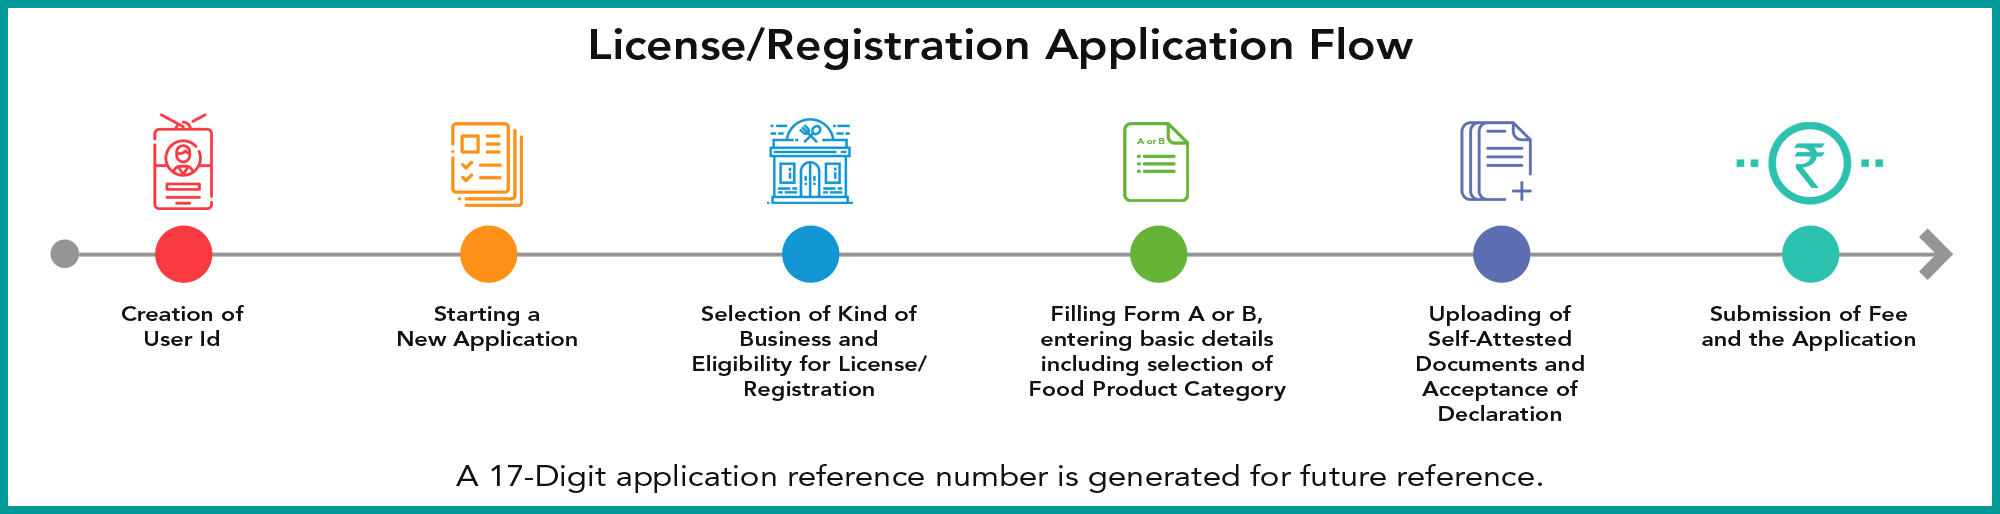 License/Registration Application Flow
A or B
Creation of
User Id
Starting a
New Application
Selection of Kind of
Business and
Eligibility for License/
Registration
Filling Form A or B,
entering basic details
including selection of
Food Product Category
Uploading of
Self-Attested
Documents and
Acceptance of
Declaration
Submission of Fee
and the Application
A 17-Digit application reference number is generated for future reference.